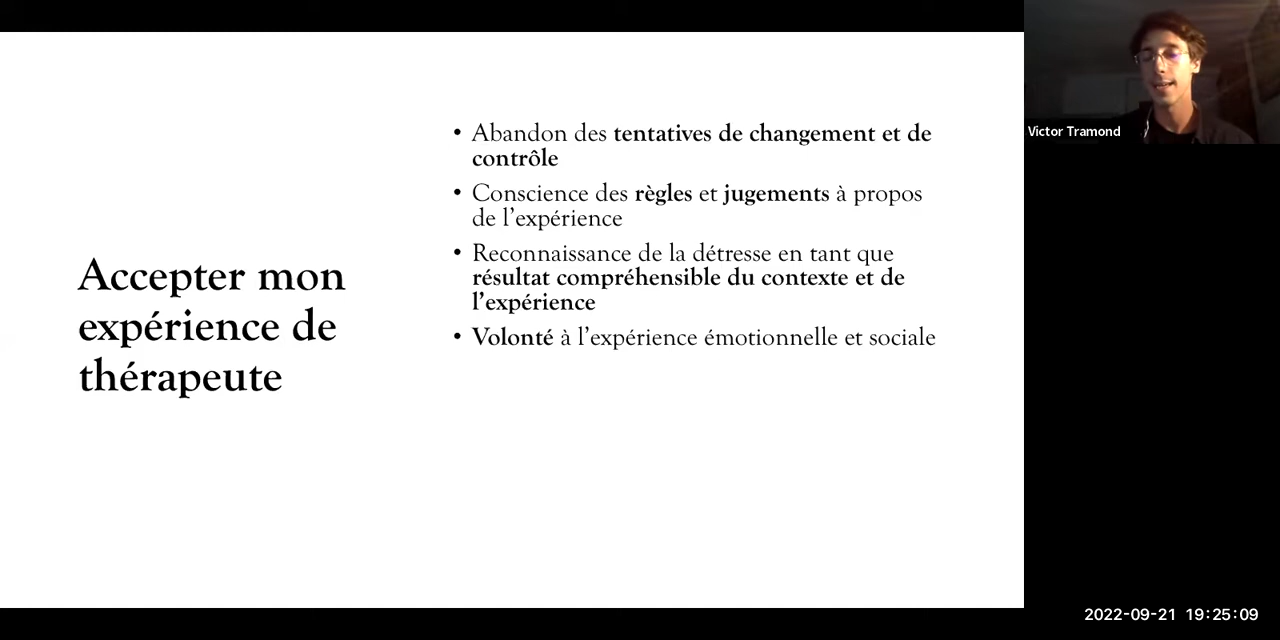 Accepter mon
expérience de
thérapeute
• Abandon des tentatives de changement et de
contrôle
• Conscience des règles et jugements à propos
de l’expérience
• Reconnaissance de la détresse en tant que
résultat compréhensible du contexte et de
l’expérience
• Volonté à l’expérience émotionnelle et sociale
Victor Tramond
2022-09-21 19:25:09